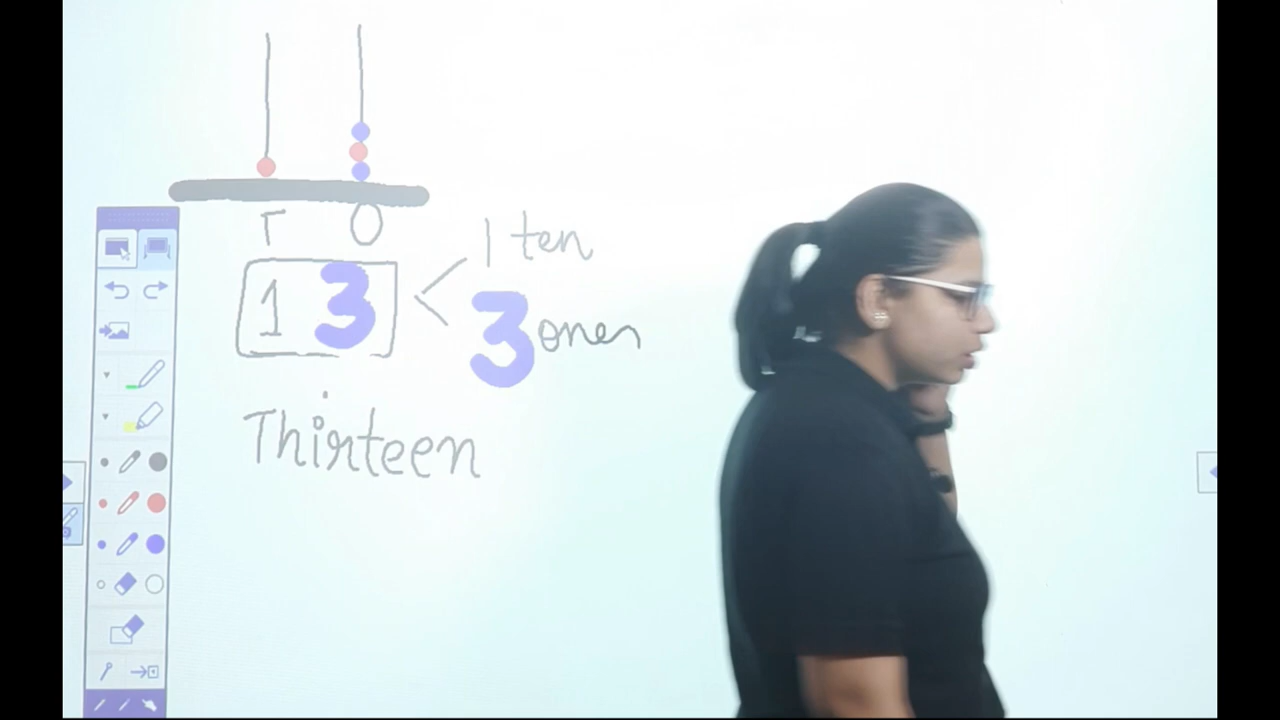 T O
1 ten
1 3 <
3 ones
Thirteen